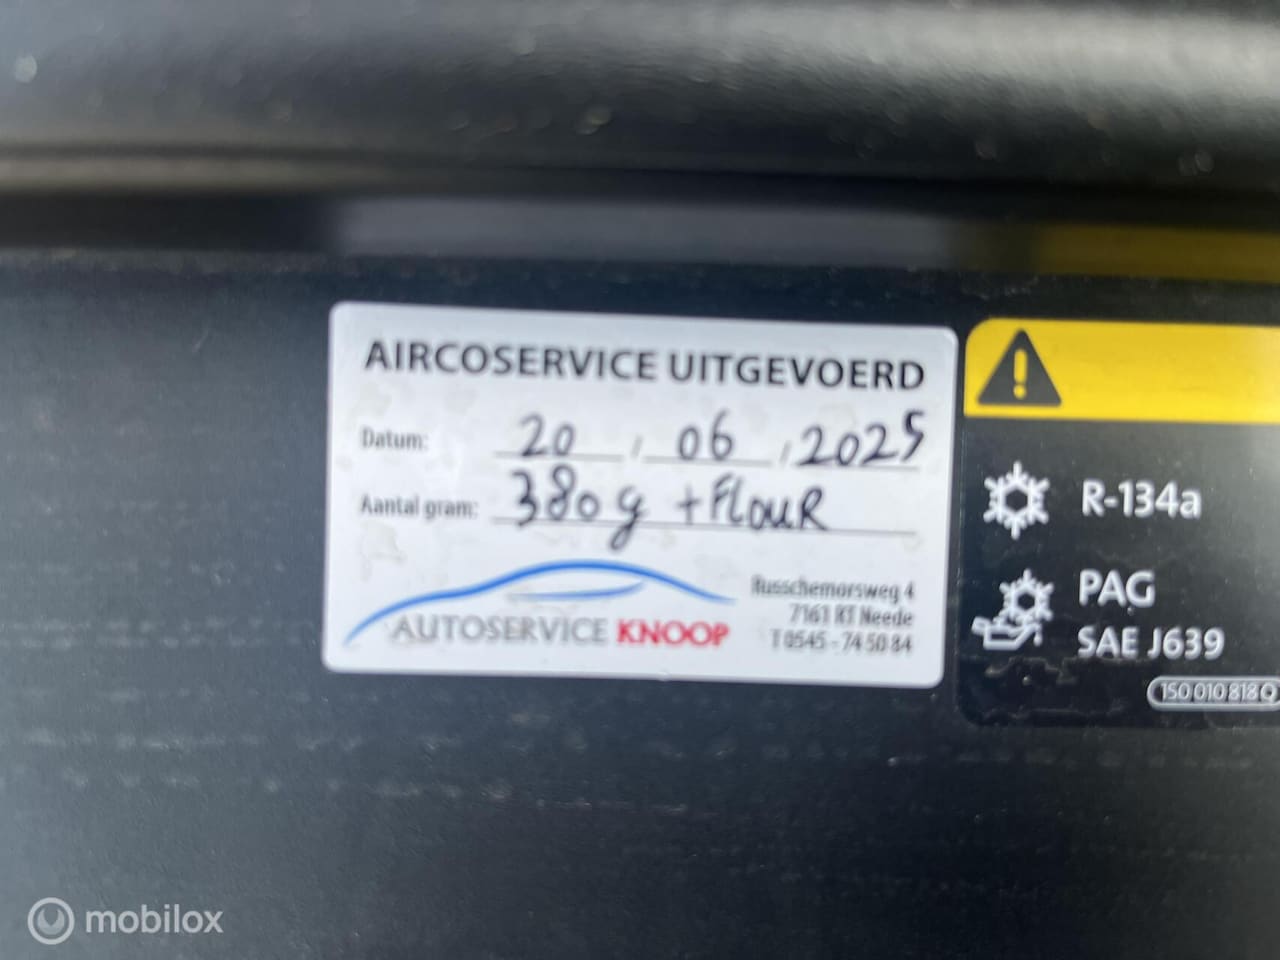 AIRCOSERVICE UITGEVOERD
Datum: 20 / 06 / 2025
Aantal gram: 380g + FLOUR
AUTOSERVICE KNOOP
Russchemorsweg 4
7161 KT Neede
T 0545 - 74 50 84
R-134a
PAG
SAE J639
1S0 010 818 Q
mobilox